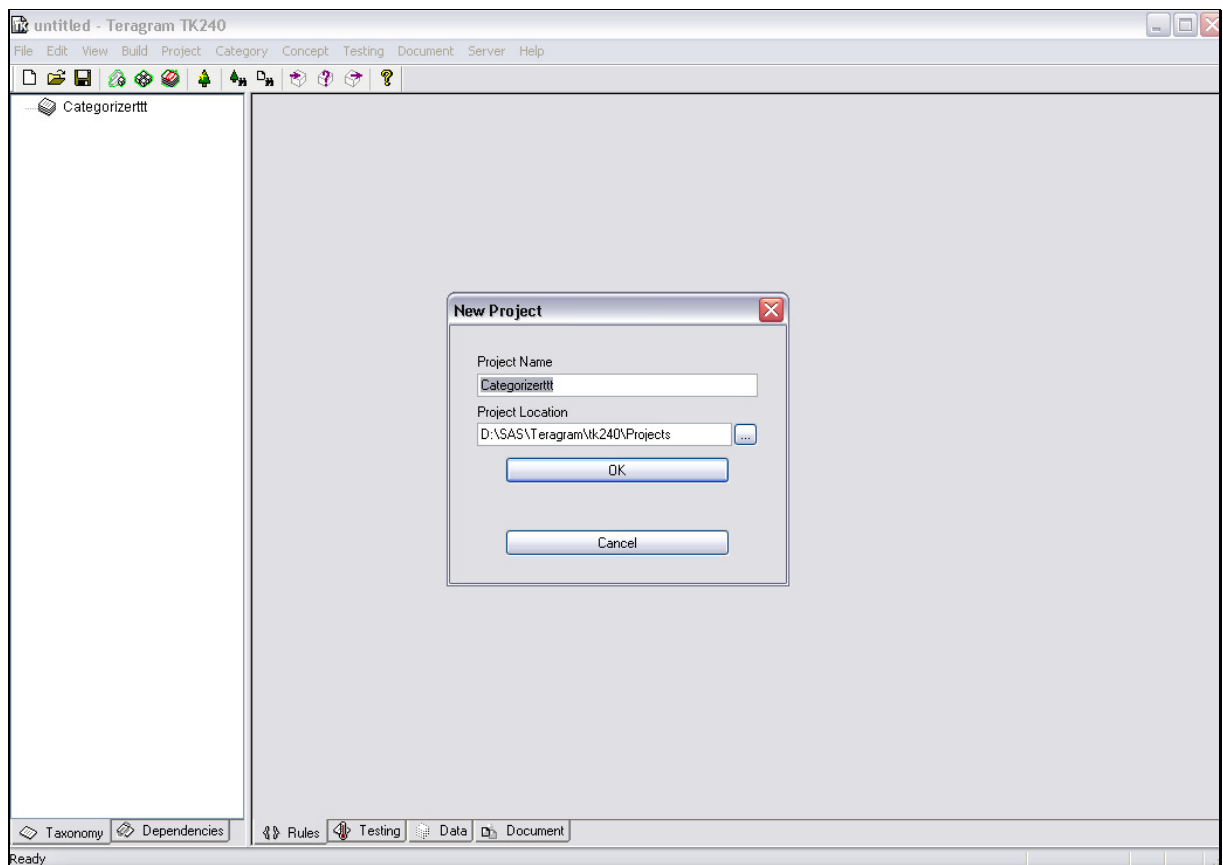 untitled - Teragram TK240
File Edit View Build Project Category Concept Testing Document Server Help
Categorizerttt
New Project
Project Name
Categorizerttt
Project Location
D:\SAS\Teragram\tk240\Projects
...
OK
Cancel
Taxonomy Dependencies Rules Testing Data Document
Ready